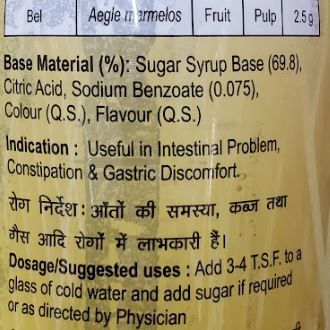 Bel Aegle marmelos Fruit Pulp 2.5 g
Base Material (%): Sugar Syrup Base (69.8),
Citric Acid, Sodium Benzoate (0.075),
Colour (Q.S.), Flavour (Q.S.)
Indication : Useful in Intestinal Problem,
Constipation & Gastric Discomfort.
रोग निर्देश: आँतों की समस्या, कब्ज तथा
गैस आदि रोगों में लाभकारी हैं।
Dosage/Suggested uses : Add 3-4 T.S.F. to a
glass of cold water and add sugar if required
or as directed by Physician